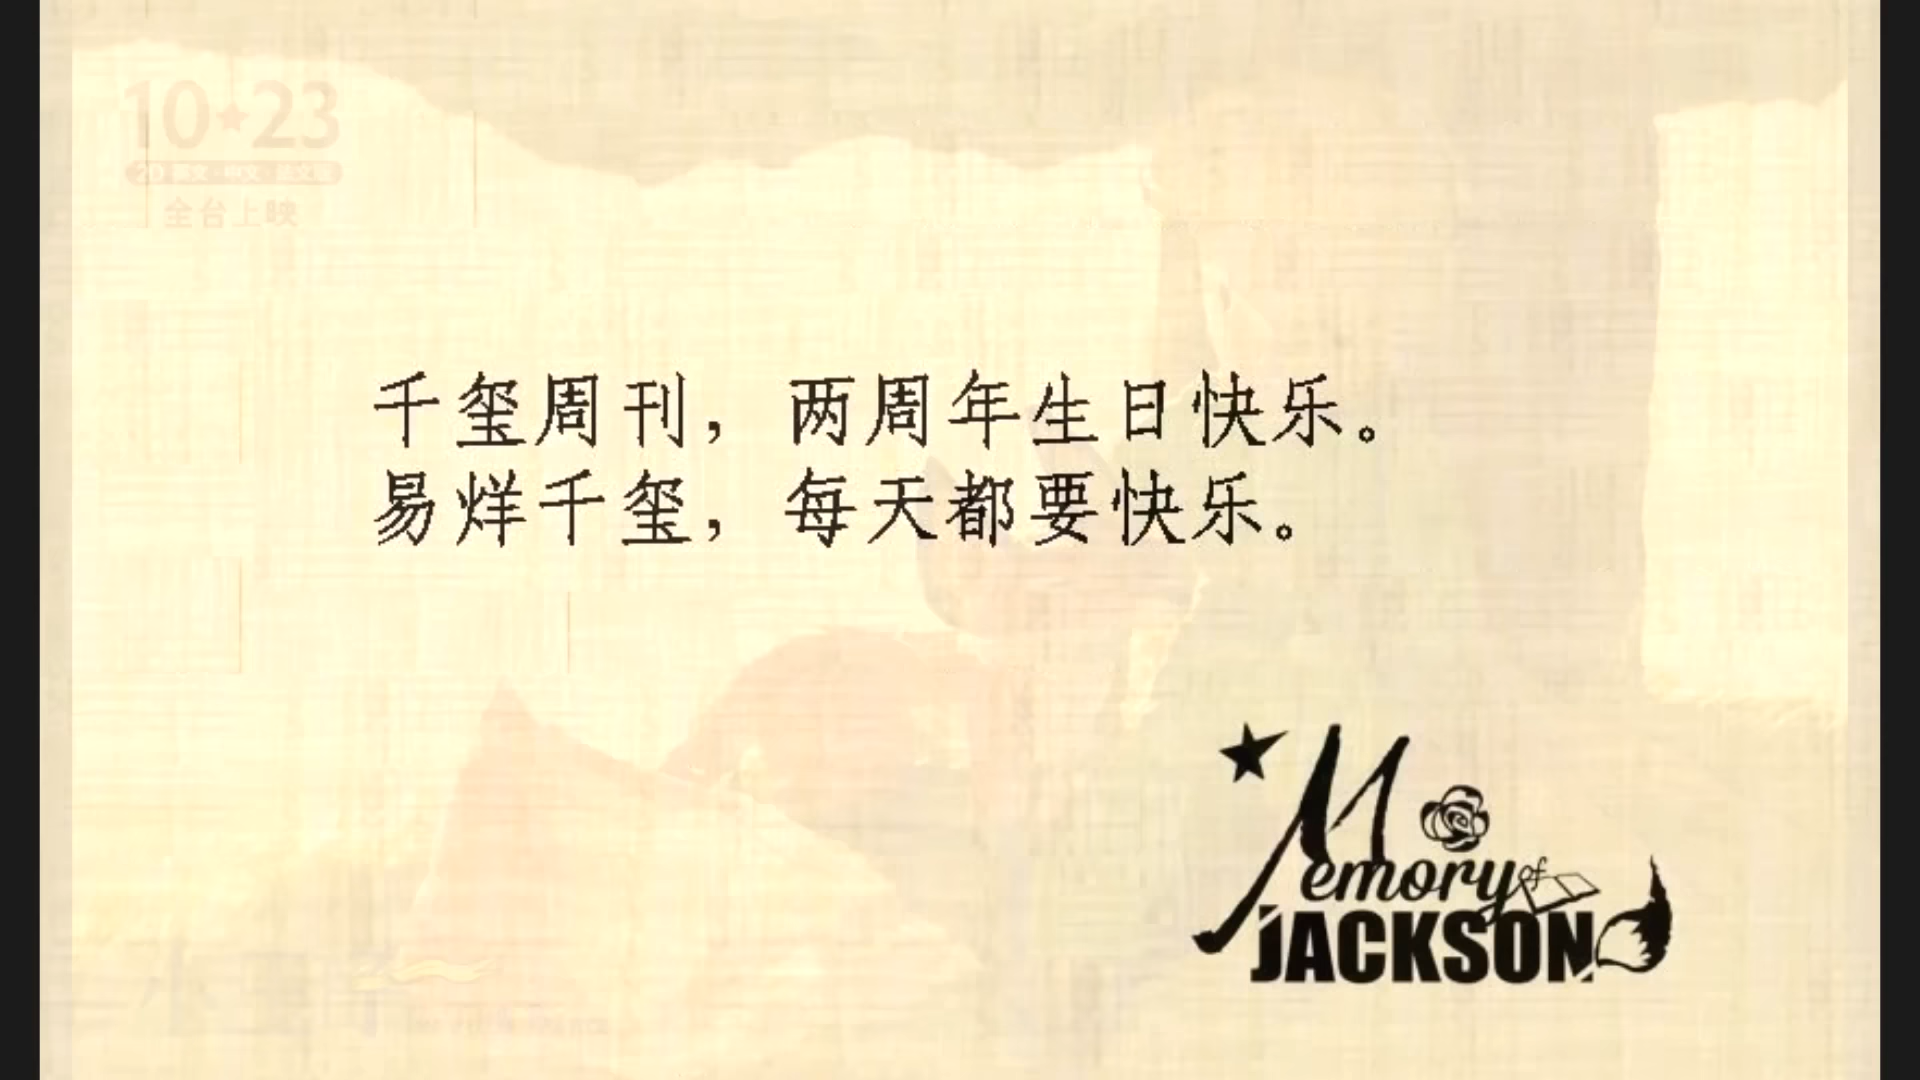 10★23
全台上映
千玺周刊，两周年生日快乐。
易烊千玺，每天都要快乐。
Memory of
JACKSON